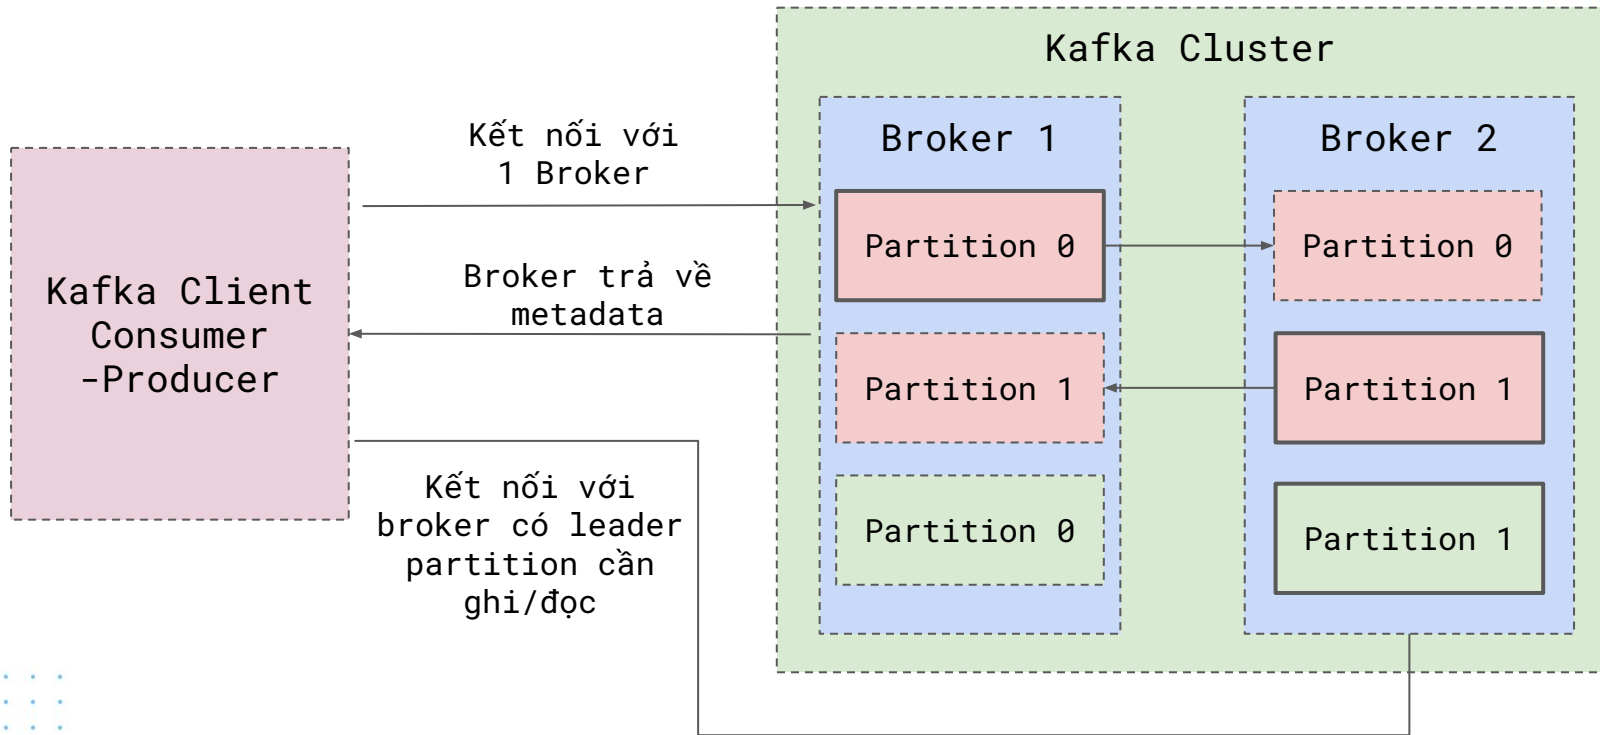 Kafka Cluster
Kết nối với
1 Broker
Broker 1
Broker 2
Partition 0
Partition 0
Kafka Client
Consumer
-Producer
Broker trả về
metadata
Partition 1
Partition 1
Kết nối với
broker có leader
partition cần
ghi/đọc
Partition 0
Partition 1